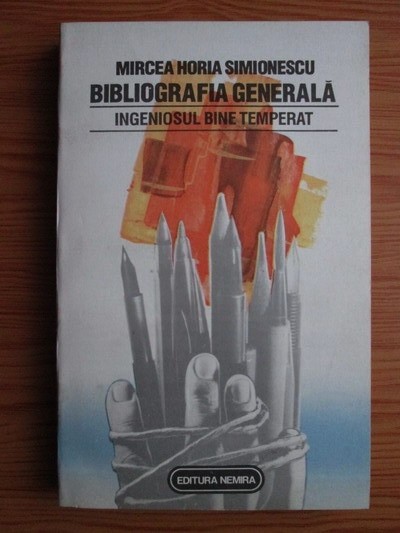 MIRCEA HORIA SIMIONESCU
BIBLIOGRAFIA GENERALĂ
INGENIOSUL BINE TEMPERAT
EDITURA NEMIRA